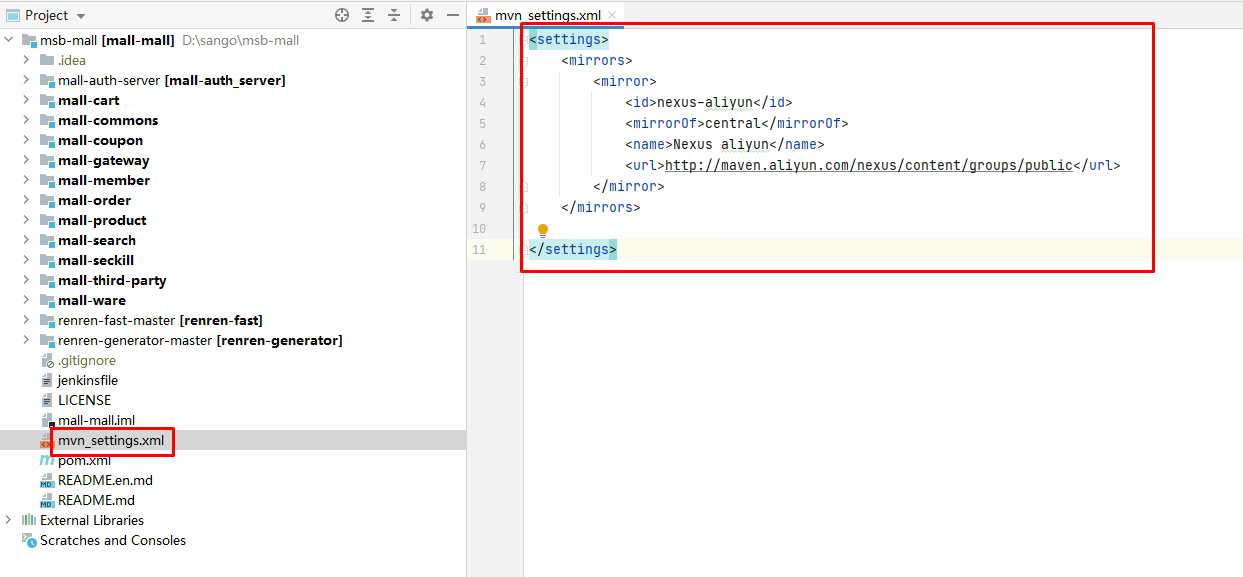 Project
msb-mall [mall-mall] D:\sango\msb-mall
.idea
mall-auth-server [mall-auth_server]
mall-cart
mall-commons
mall-coupon
mall-gateway
mall-member
mall-order
mall-product
mall-search
mall-seckill
mall-third-party
mall-ware
renren-fast-master [renren-fast]
renren-generator-master [renren-generator]
.gitignore
jenkinsfile
LICENSE
mall-mall.iml
mvn_settings.xml
pom.xml
README.en.md
README.md
External Libraries
Scratches and Consoles
mvn_settings.xml
1 <settings>
2 <mirrors>
3 <mirror>
4 <id>nexus-aliyun</id>
5 <mirrorOf>central</mirrorOf>
6 <name>Nexus aliyun</name>
7 <url>http://maven.aliyun.com/nexus/content/groups/public</url>
8 </mirror>
9 </mirrors>
10
11 </settings>